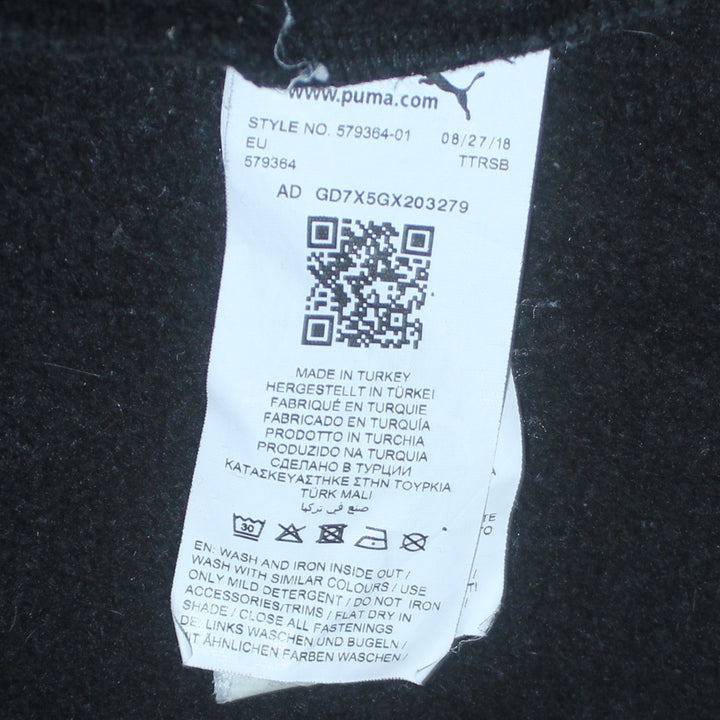 www.puma.com
STYLE NO. 579364-01 08/27/18
EU TTRSB
579364
AD GD7X5GX203279
MADE IN TURKEY
HERGESTELLT IN TÜRKEI
FABRIQUÉ EN TURQUIE
FABRICADO EN TURQUÍA
PRODOTTO IN TURCHIA
PRODUZIDO NA TURQUIA
СДЕЛАНО В ТУРЦИИ
ΚΑΤΑΣΚΕΥΑΣΤΗΚΕ ΣΤΗΝ ΤΟΥΡΚΙΑ
TÜRK MALI
صنع في تركيا
30
EN: WASH AND IRON INSIDE OUT /
WASH WITH SIMILAR COLOURS / USE
ONLY MILD DETERGENT / DO NOT IRON
ACCESSORIES/TRIMS / FLAT DRY IN
SHADE / CLOSE ALL FASTENINGS
DE: LINKS WASCHEN UND BÜGELN /
MIT ÄHNLICHEN FARBEN WASCHEN /